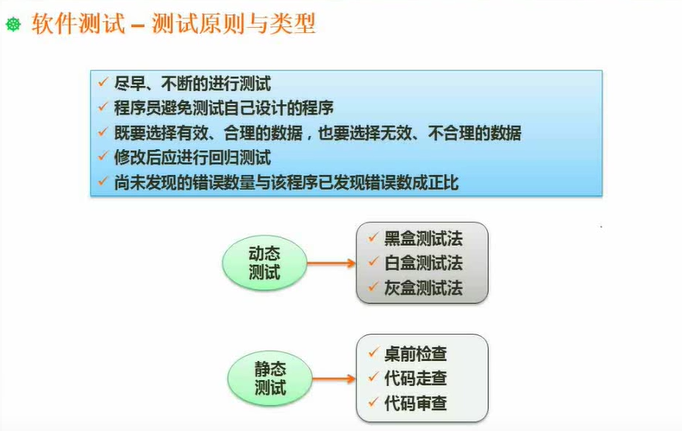 软件测试 – 测试原则与类型
尽早、不断的进行测试
程序员避免测试自己设计的程序
既要选择有效、合理的数据，也要选择无效、不合理的数据
修改后应进行回归测试
尚未发现的错误数量与该程序已发现错误数成正比
动态
测试
黑盒测试法
白盒测试法
灰盒测试法
静态
测试
桌前检查
代码走查
代码审查